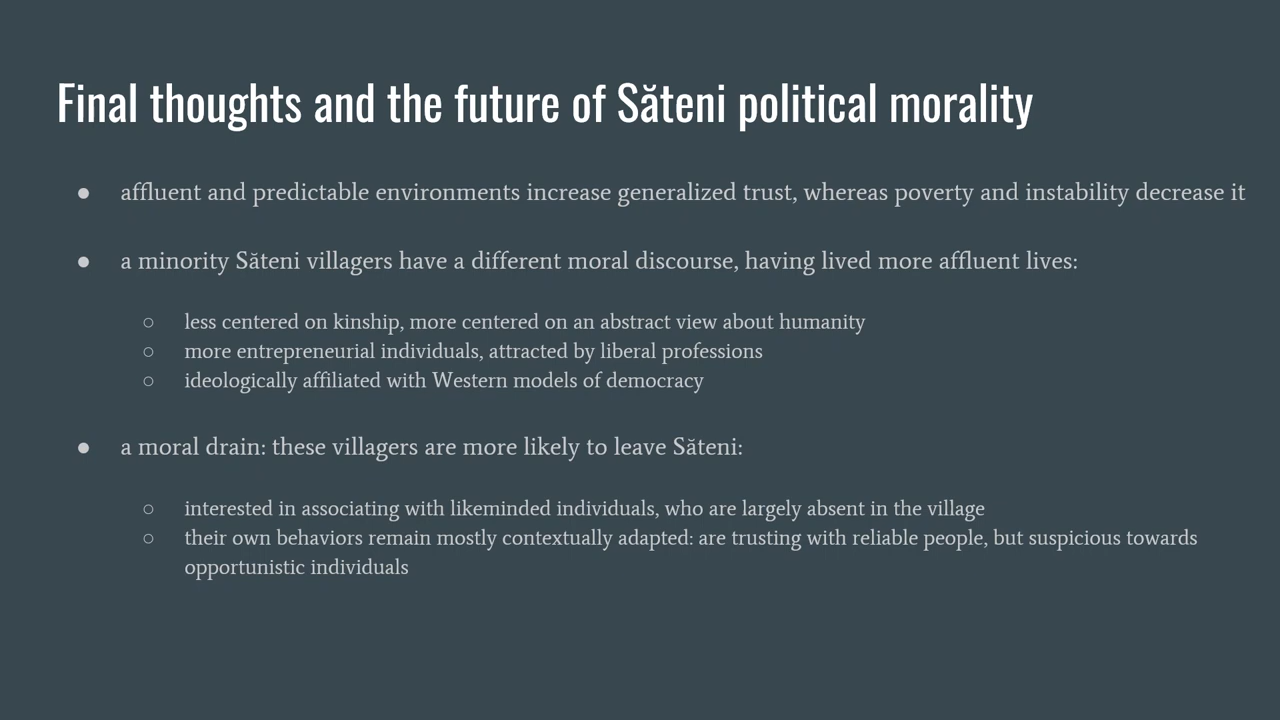 Final thoughts and the future of Săteni political morality
● affluent and predictable environments increase generalized trust, whereas poverty and instability decrease it
● a minority Săteni villagers have a different moral discourse, having lived more affluent lives:
○ less centered on kinship, more centered on an abstract view about humanity
○ more entrepreneurial individuals, attracted by liberal professions
○ ideologically affiliated with Western models of democracy
● a moral drain: these villagers are more likely to leave Săteni:
○ interested in associating with likeminded individuals, who are largely absent in the village
○ their own behaviors remain mostly contextually adapted: are trusting with reliable people, but suspicious towards
opportunistic individuals